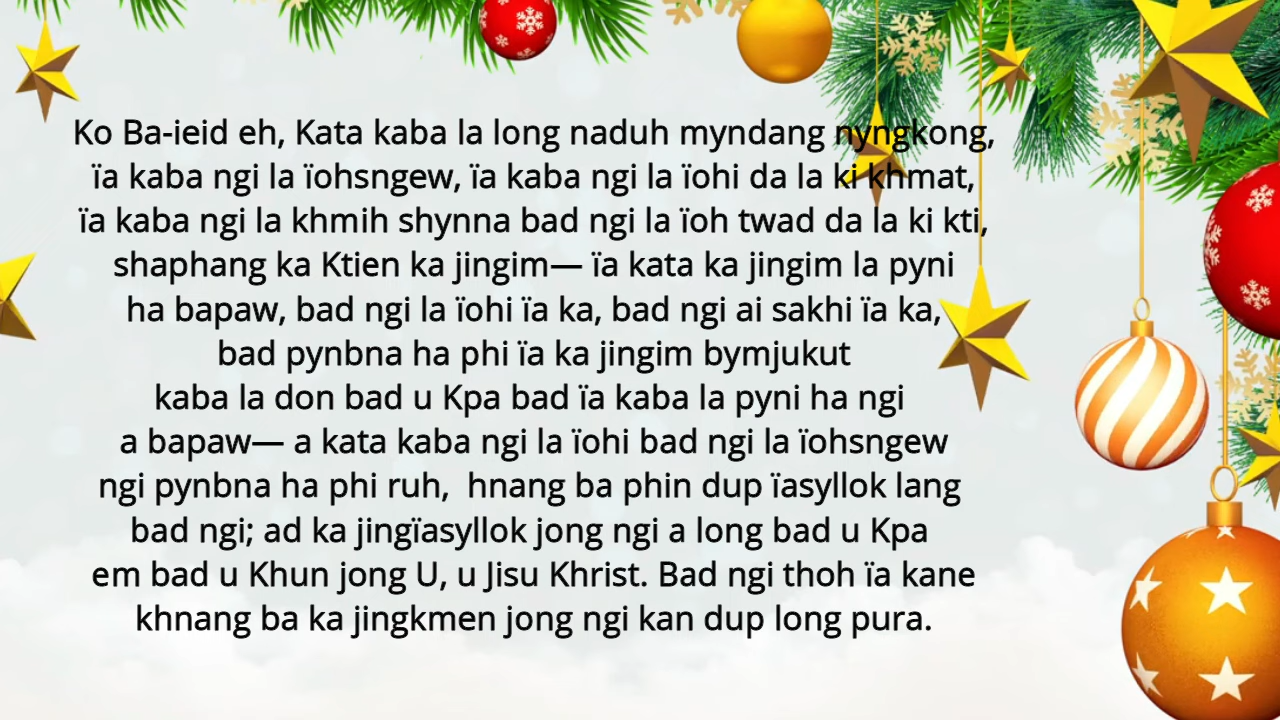 Ko Ba-ieid eh, Kata kaba la long naduh myndang nyngkong,
ïa kaba ngi la ïohsngew, ïa kaba ngi la ïohi da la ki khmat,
ïa kaba ngi la khmih shynna bad ngi la ïoh twad da la ki kti,
shaphang ka Ktien ka jingim— ïa kata ka jingim la pyni
ha bapaw, bad ngi la ïohi ïa ka, bad ngi ai sakhi ïa ka,
bad pynbna ha phi ïa ka jingim bymjukut
kaba la don bad u Kpa bad ïa kaba la pyni ha ngi
a bapaw— a kata kaba ngi la ïohi bad ngi la ïohsngew
ngi pynbna ha phi ruh, hnang ba phin dup ïasyllok lang
bad ngi; ad ka jingïasyllok jong ngi a long bad u Kpa
em bad u Khun jong U, u Jisu Khrist. Bad ngi thoh ïa kane
khnang ba ka jingkmen jong ngi kan dup long pura.